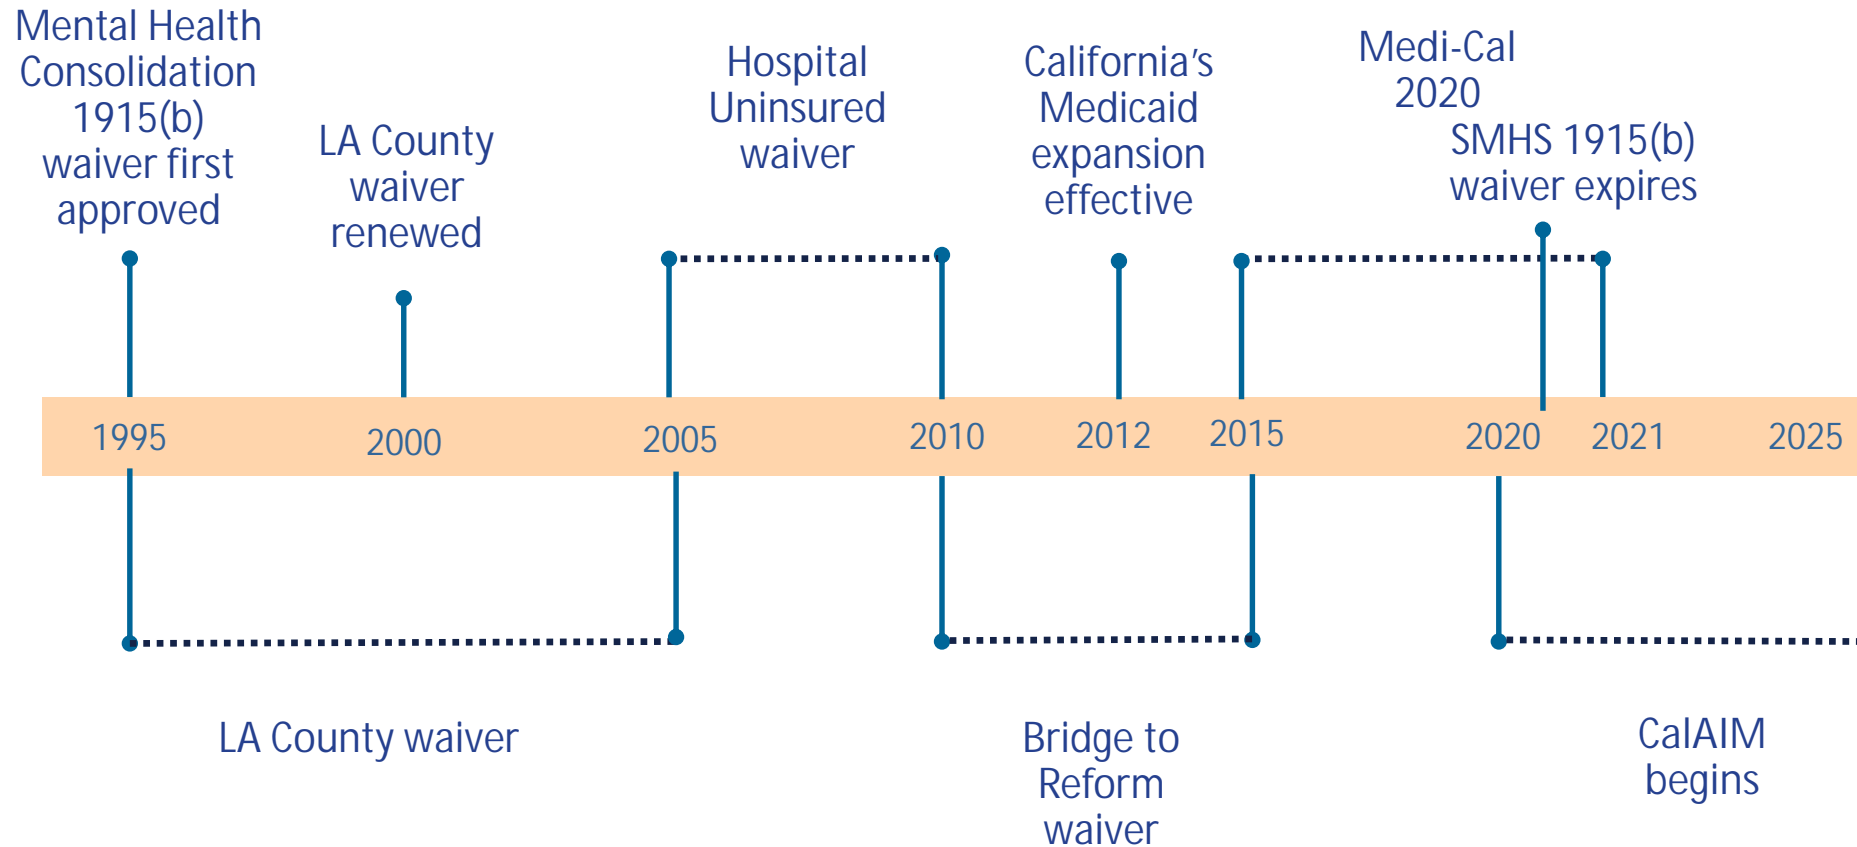 Mental Health
Consolidation
1915(b)
waiver first
approved
LA County
waiver
renewed
Hospital
Uninsured
waiver
California’s
Medicaid
expansion
effective
Medi-Cal
2020
SMHS 1915(b)
waiver expires
1995
2000
2005
2010
2012
2015
2020
2021
2025
LA County waiver
Bridge to
Reform
waiver
CalAIM
begins